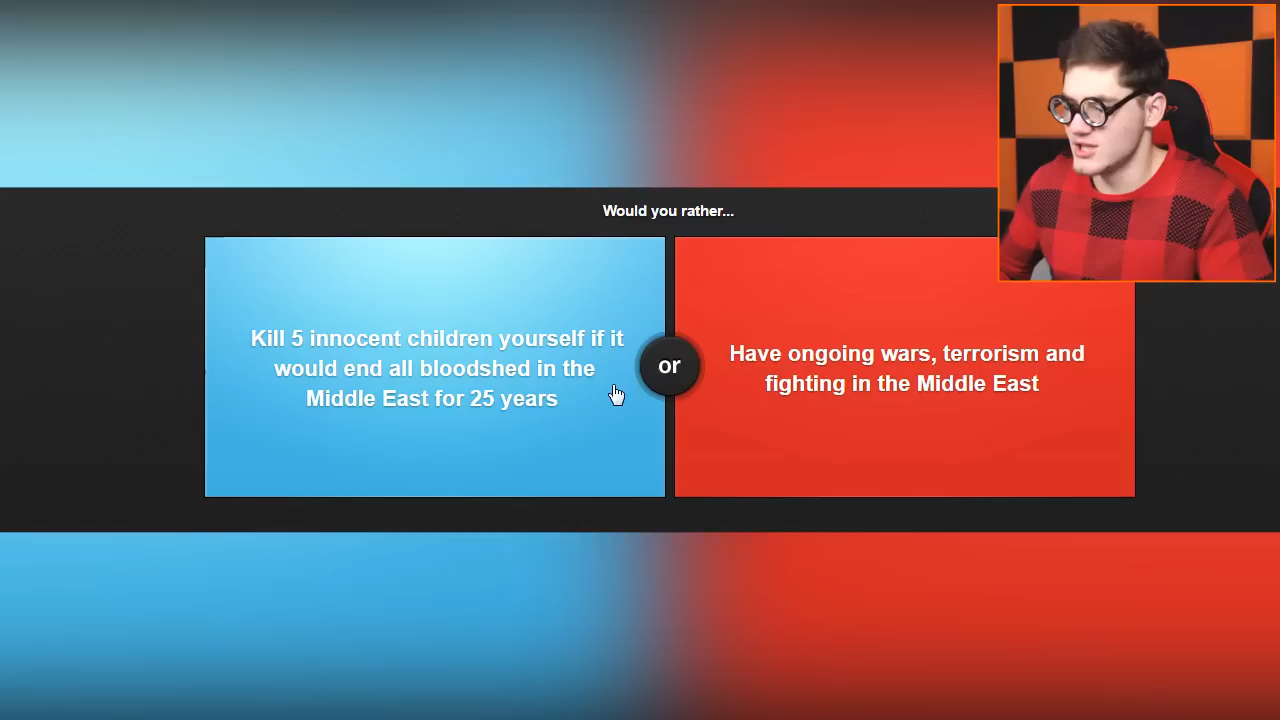 Would you rather...
Kill 5 innocent children yourself if it
would end all bloodshed in the
Middle East for 25 years
or
Have ongoing wars, terrorism and
fighting in the Middle East